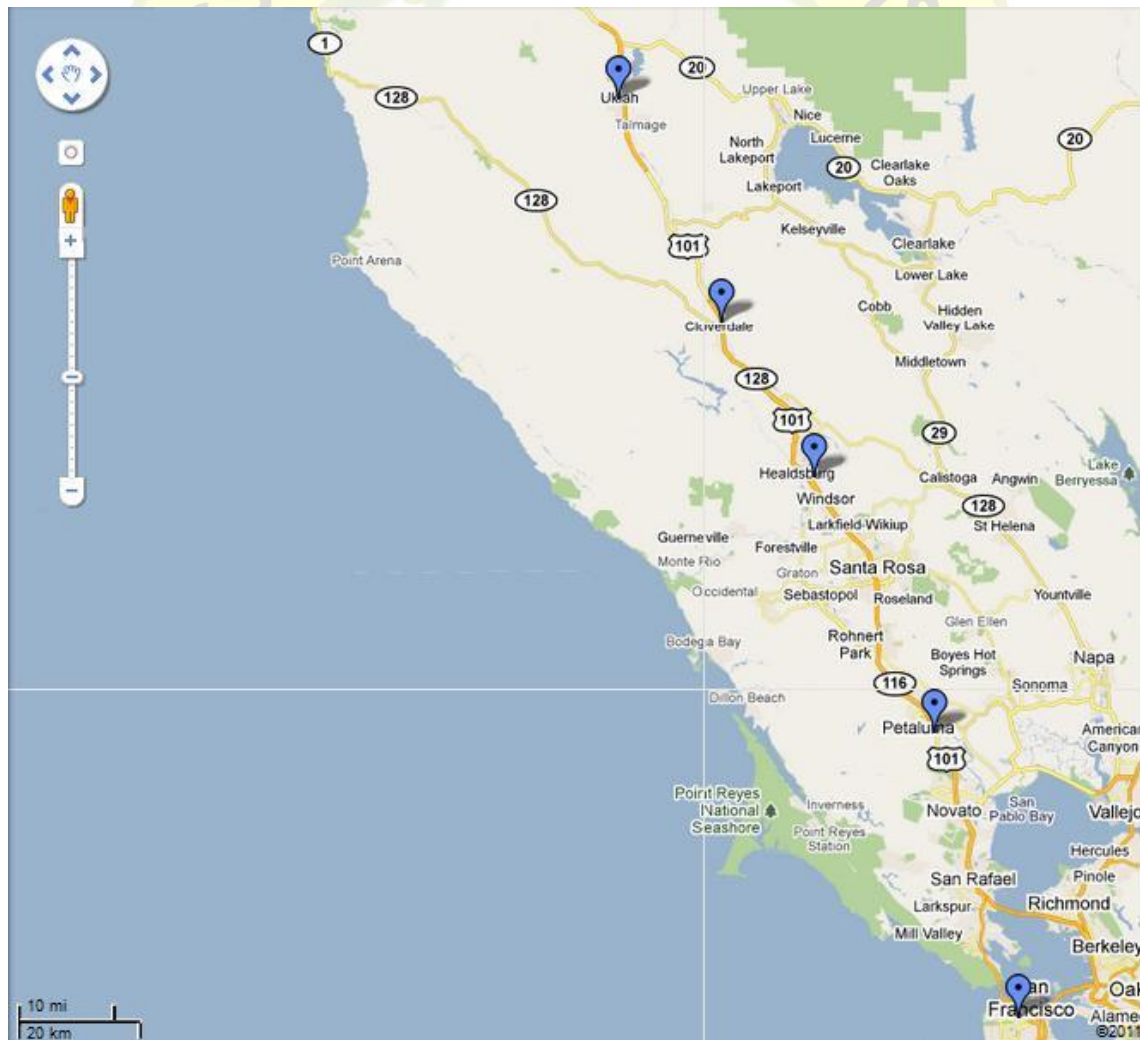 1
20
128
Ukiah
Upper Lake
Talmage
Nice
North
Lakeport
Lucerne
20
20
Clearlake
Oaks
Lakeport
128
Kelseyville
101
Clearlake
Point Arena
Lower Lake
Cobb
Hidden
Valley Lake
Cloverdale
Middletown
128
101
29
Healdsburg
Calistoga
Angwin
Lake
Berryessa
Windsor
128
Larkfield-Wikiup
St Helena
Guerneville
Forestville
Monte Rio
Graton
Santa Rosa
Occidental
Sebastopol
Roseland
Yountville
Glen Ellen
Rohnert
Park
Bodega Bay
Boyes Hot
Springs
Napa
116
Sonoma
Dillon Beach
Petaluma
American
Canyon
101
Point Reyes
National
Seashore
Inverness
Novato
San
Pablo Bay
Vallejo
Point Reyes
Station
Hercules
San Rafael
Pinole
Larkspur
Richmond
Mill Valley
Berkeley
San
Francisco
Oak
Alame
10 mi
20 km
©2011